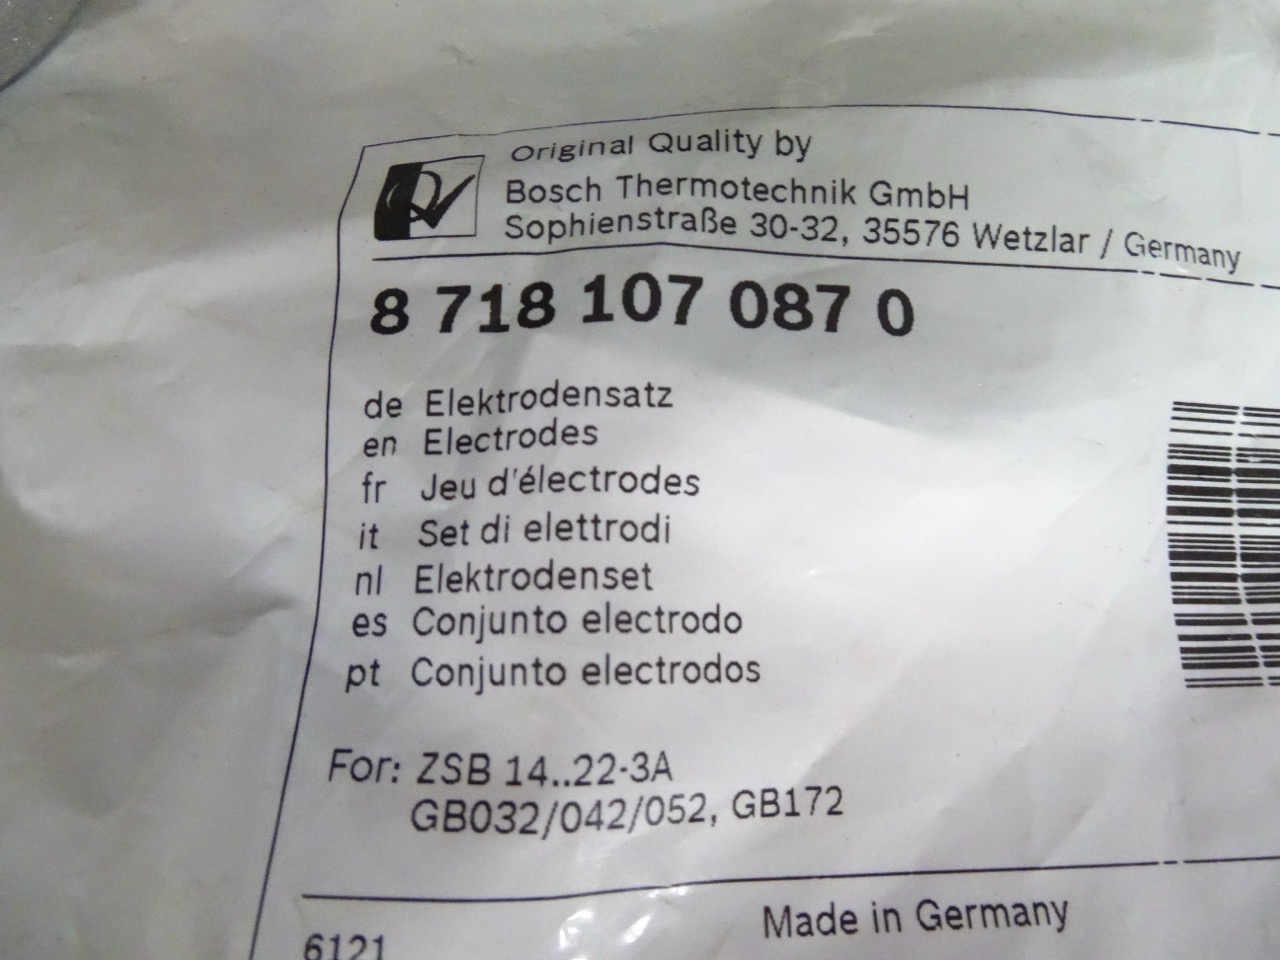 Original Quality by
Bosch Thermotechnik GmbH
Sophienstraße 30-32, 35576 Wetzlar / Germany
8 718 107 087 0
de Elektrodensatz
en Electrodes
fr Jeu d'électrodes
it Set di elettrodi
nl Elektrodenset
es Conjunto electrodo
pt Conjunto electrodos
For: ZSB 14..22-3A
GB032/042/052, GB172
Made in Germany
6121